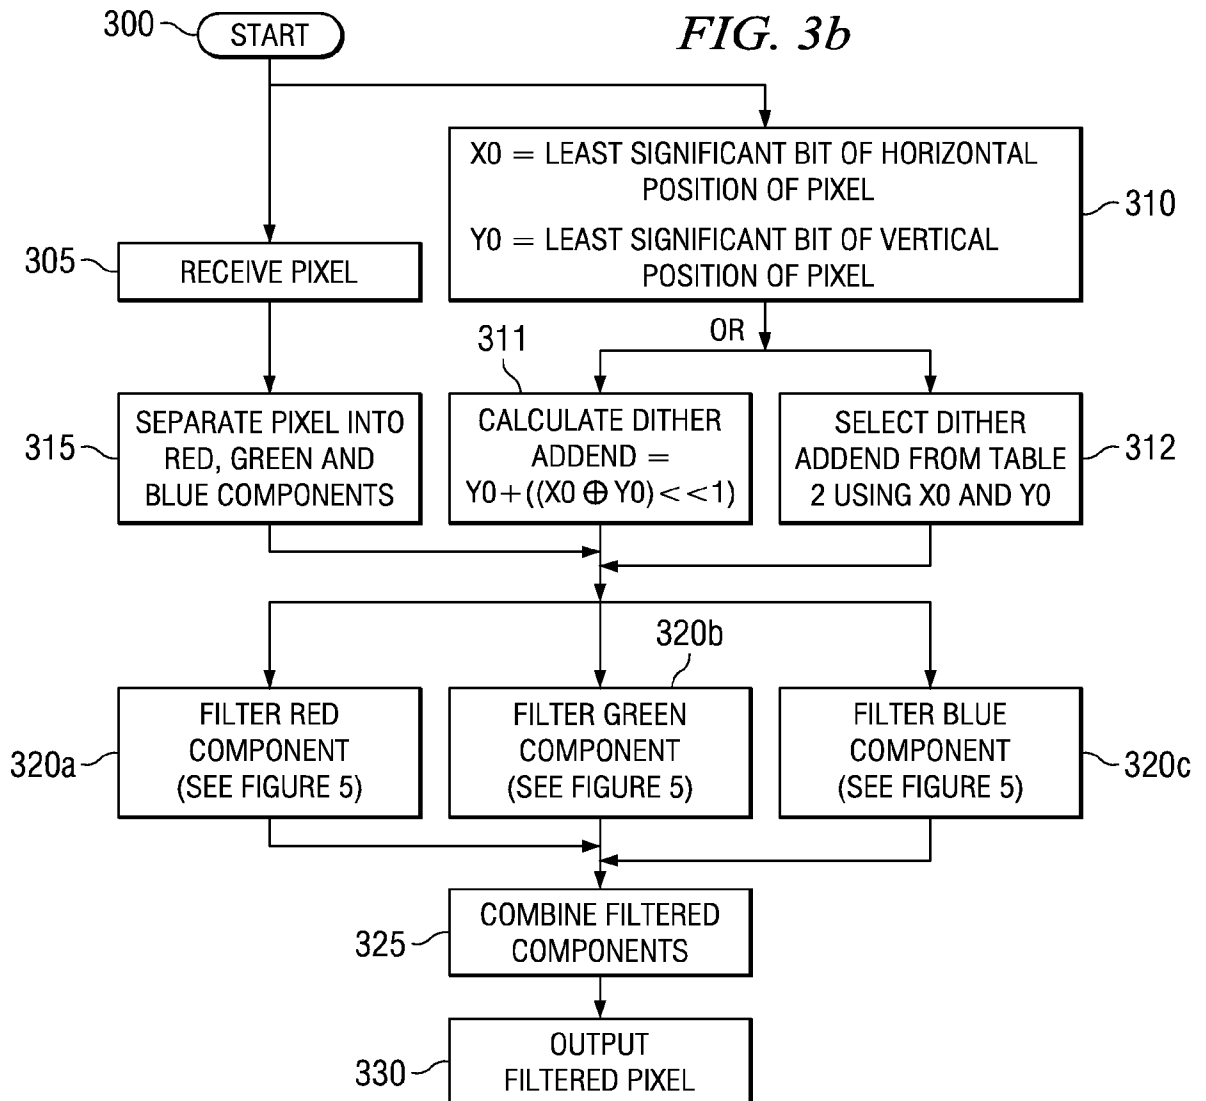 300
START
FIG. 3b
X0 = LEAST SIGNIFICANT BIT OF HORIZONTAL
POSITION OF PIXEL
Y0 = LEAST SIGNIFICANT BIT OF VERTICAL
POSITION OF PIXEL
310
305
RECEIVE PIXEL
OR
311
315
SEPARATE PIXEL INTO
RED, GREEN AND
BLUE COMPONENTS
CALCULATE DITHER
ADDEND =
Y0+((X0 ⊕ Y0)<<1)
SELECT DITHER
ADDEND FROM TABLE
2 USING X0 AND Y0
312
320b
320a
FILTER RED
COMPONENT
(SEE FIGURE 5)
FILTER GREEN
COMPONENT
(SEE FIGURE 5)
FILTER BLUE
COMPONENT
(SEE FIGURE 5)
320c
325
COMBINE FILTERED
COMPONENTS
330
OUTPUT
FILTERED PIXEL